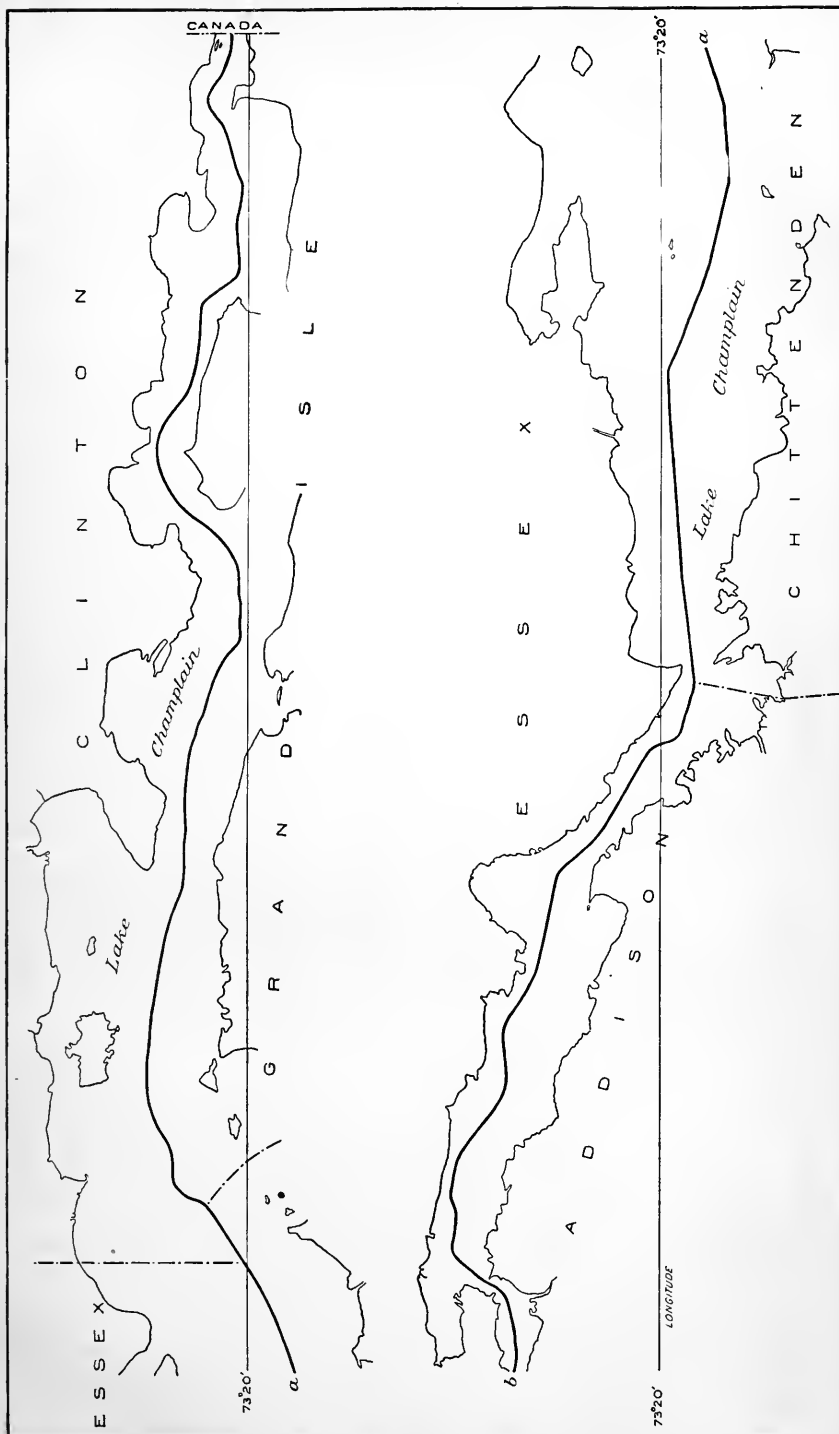 CANADA
CLINTON
Champlain
Lake
GRAND ISLE
ESSEX
73°20'
a
73°20'
a
ESSEX
Champlain
Lake
CHITTENDEN
ADDISON
LONGITUDE
b
73°20'